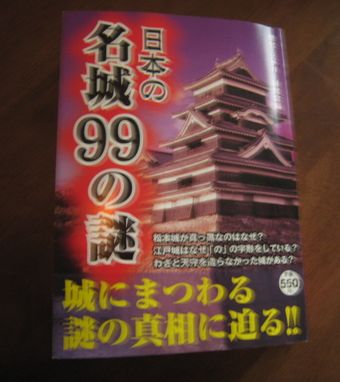 日本の
名城99の謎
松本城が真っ黒なのはなぜ?
江戸城はなぜ「の」の字形をしている?
わざと天守を造らなかった城がある?
550
城にまつわる
謎の真相に迫る!!